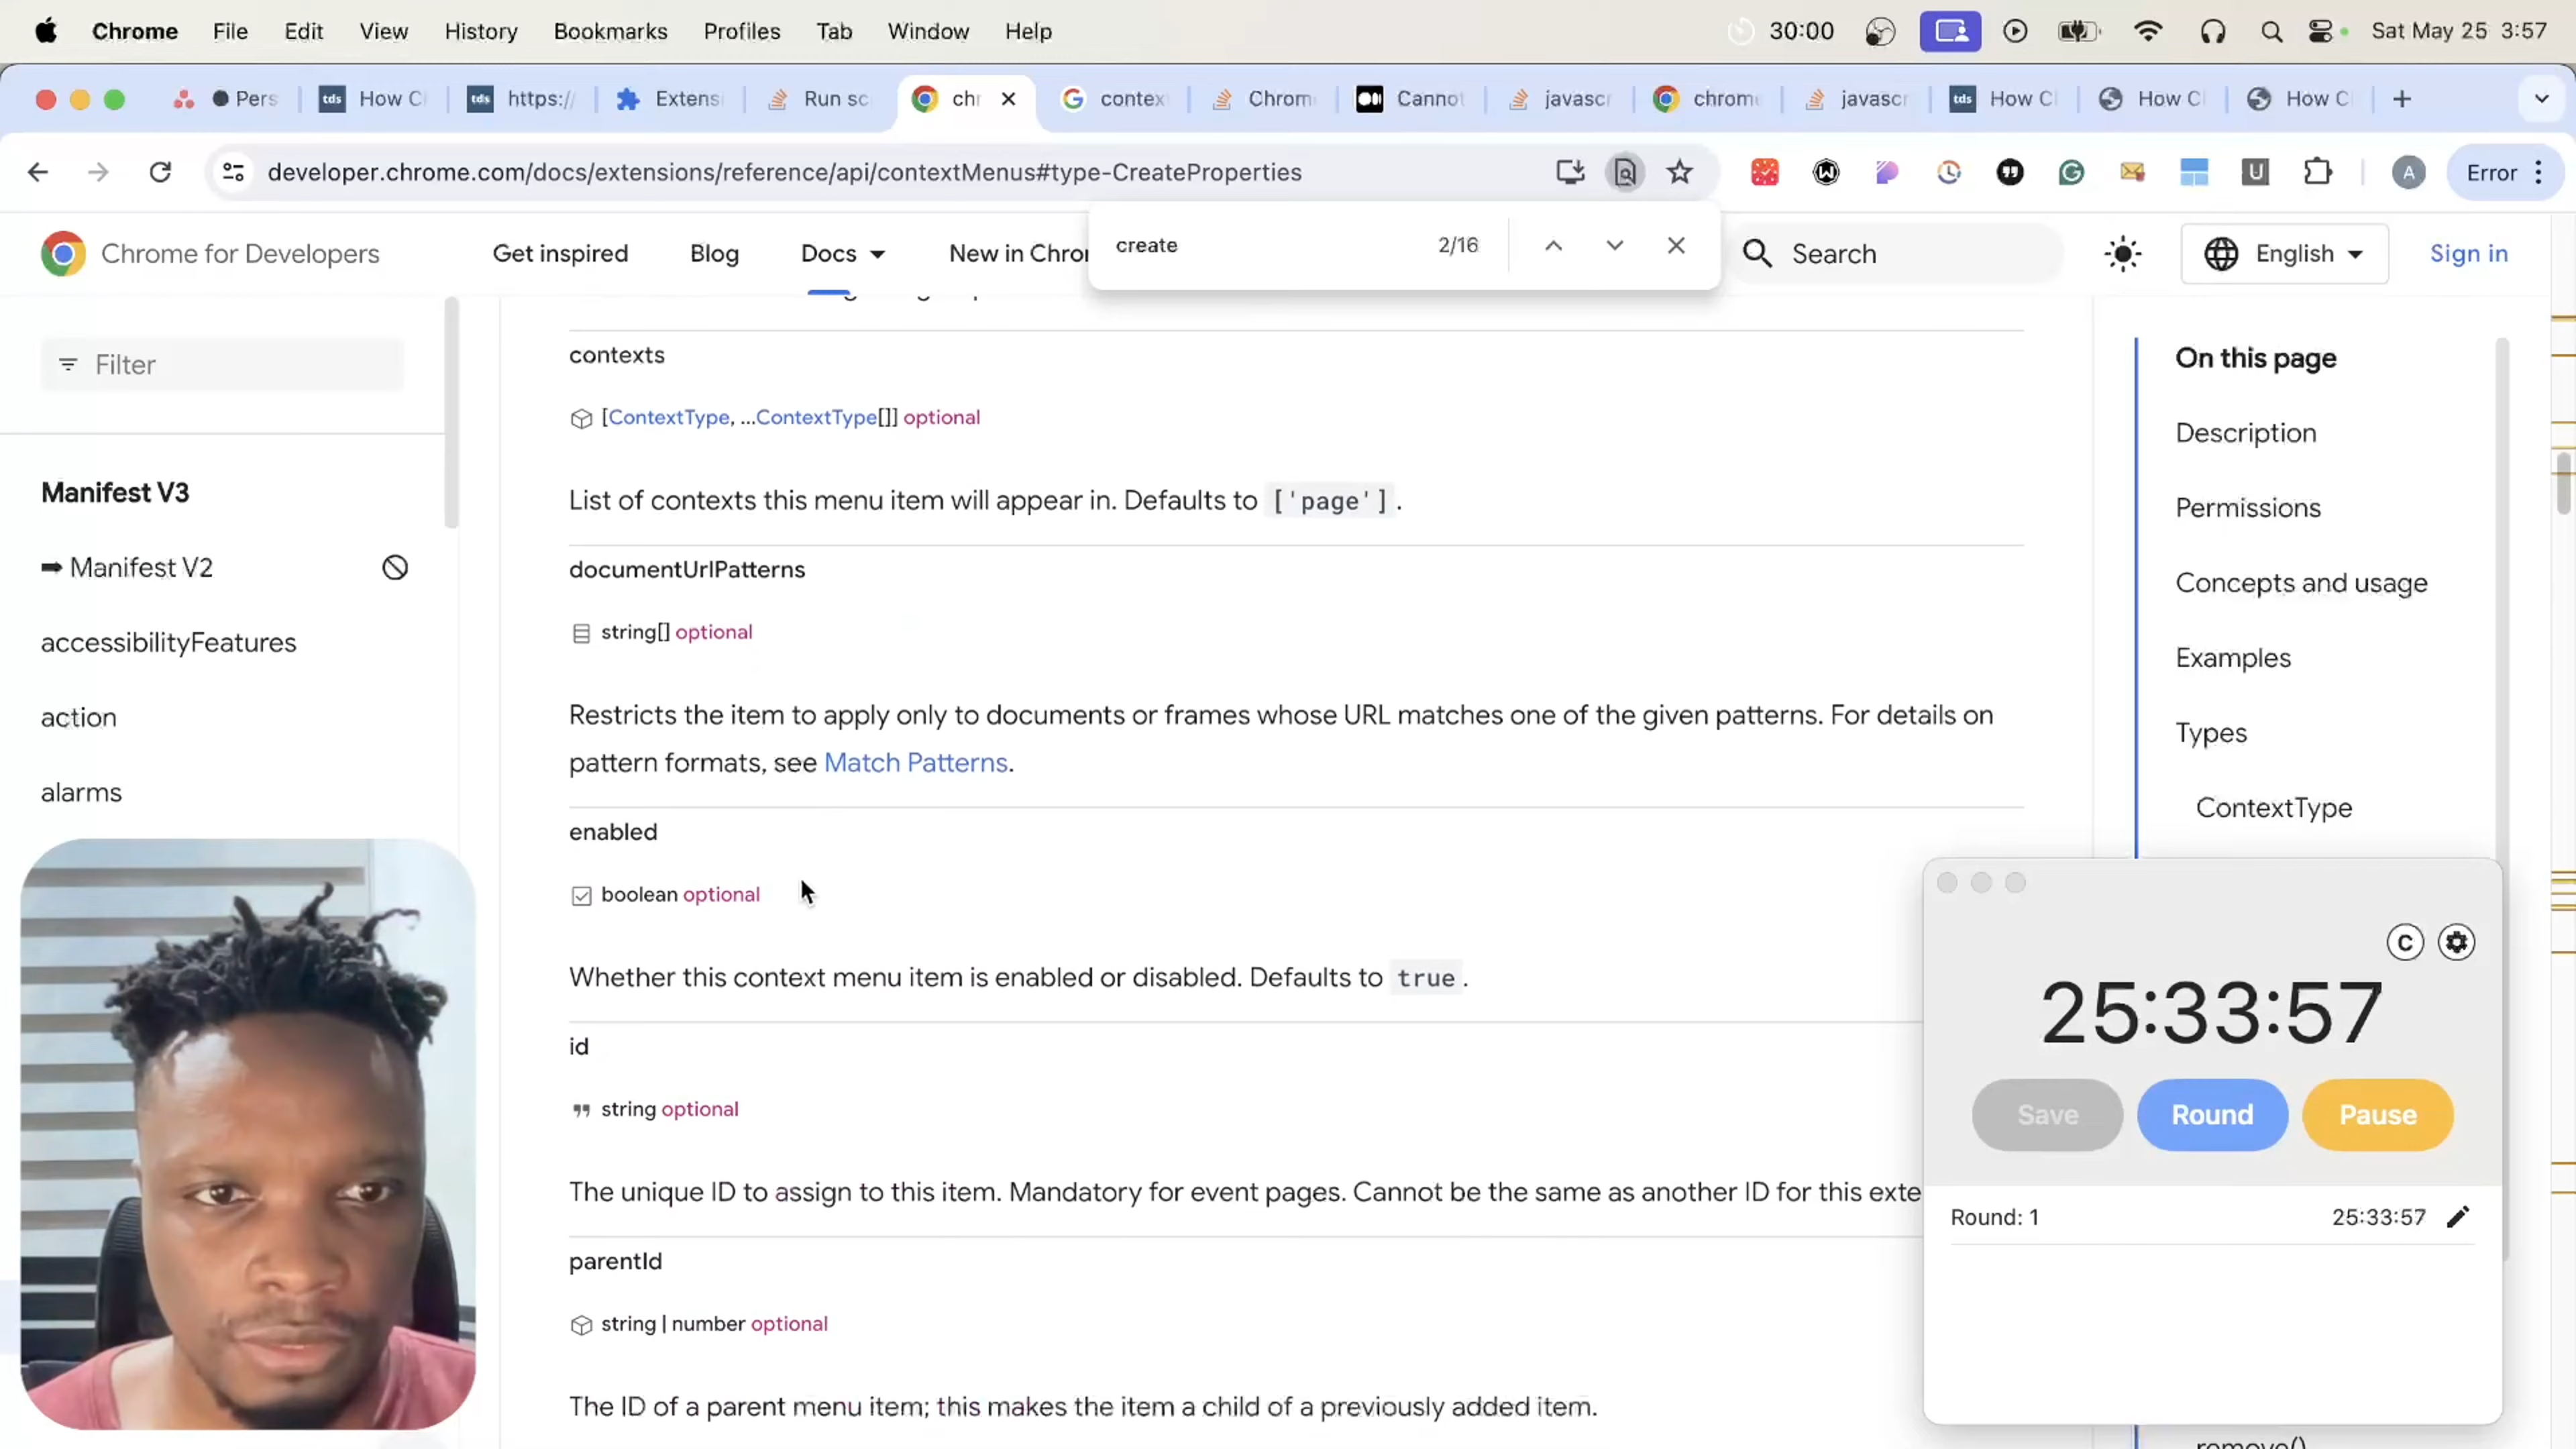 Chrome File Edit View History Bookmarks Profiles Tab Window Help 30:00 Sat May 25 3:57
Pers tds How C tds https:// Extens Run sc chr contex Chrom Cannot javascr chrome javascr tds How C How C How C
developer.chrome.com/docs/extensions/reference/api/contextMenus#type-CreateProperties A Error
create 2/16
Chrome for Developers Get inspired Blog Docs New in Chro Search English Sign in
Filter
Manifest V3
➡ Manifest V2
accessibilityFeatures
action
alarms
contexts
[ContextType, ...ContextType[]] optional
List of contexts this menu item will appear in. Defaults to ['page'].
documentUrlPatterns
string[] optional
Restricts the item to apply only to documents or frames whose URL matches one of the given patterns. For details on
pattern formats, see Match Patterns.
enabled
boolean optional
Whether this context menu item is enabled or disabled. Defaults to true.
id
string optional
The unique ID to assign to this item. Mandatory for event pages. Cannot be the same as another ID for this exte
parentId
string | number optional
The ID of a parent menu item; this makes the item a child of a previously added item.
On this page
Description
Permissions
Concepts and usage
Examples
Types
ContextType
C
25:33:57
Save Round Pause
Round: 1 25:33:57
remove()